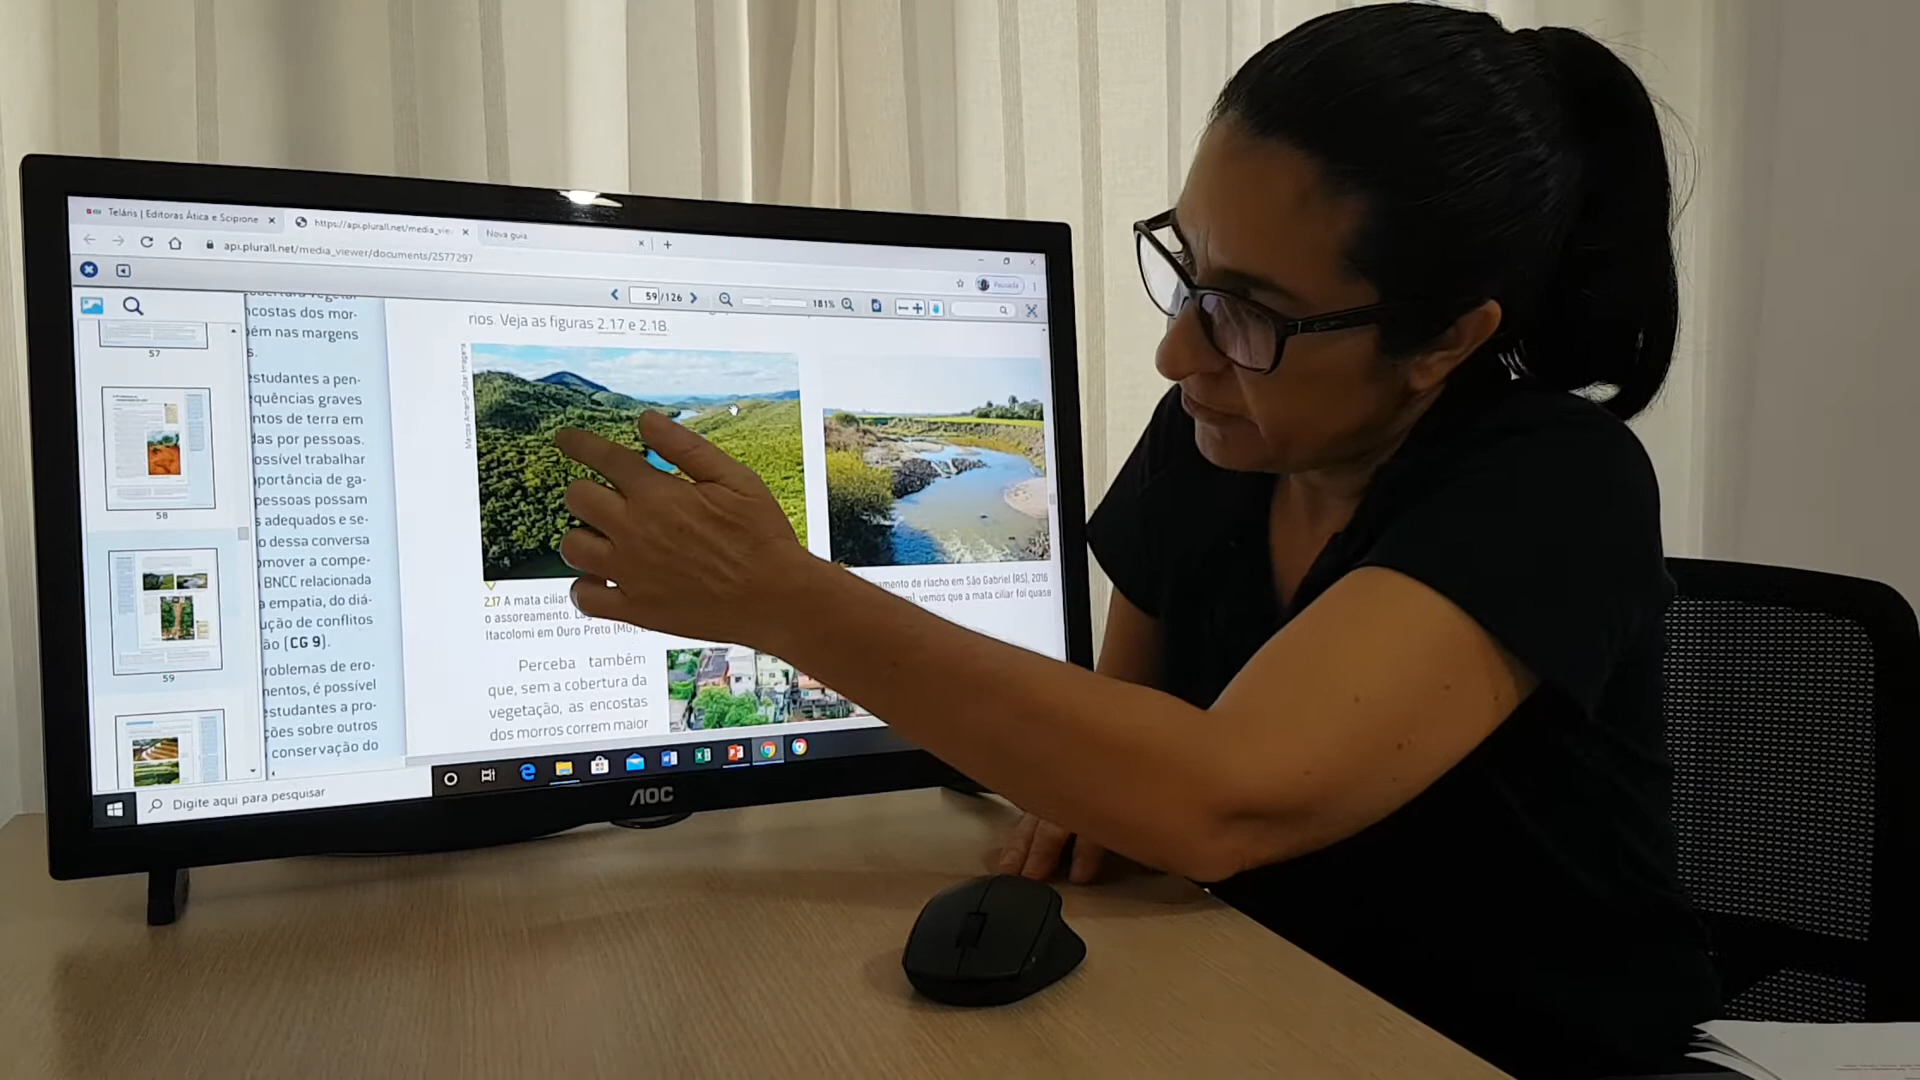 Teláris | Editoras Ática e Scipione
https://api.plurall.net/media_vie
Nova guia
api.plurall.net/media_viewer/documents/2577297
Pausada
59 /126
181%
57
58
59
costas dos mor-
ém nas margens
s.
studantes a pen-
quências graves
ntos de terra em
das por pessoas.
ossível trabalhar
portância de ga-
pessoas possam
s adequados e se-
o dessa conversa
omover a compe-
BNCC relacionada
a empatia, do diá-
ução de conflitos
ão (CG 9).
roblemas de ero-
mentos, é possível
studantes a pro-
ções sobre outros
conservação do
rios. Veja as figuras 2.17 e 2.18.
2.17 A mata ciliar
o assoreamento.
Itacolomi em Ouro Preto (MG),
amento de riacho em São Gabriel (RS), 2016
vemos que a mata ciliar foi quase
Perceba também
que, sem a cobertura da
vegetação, as encostas
dos morros correm maior
Digite aqui para pesquisar
AOC